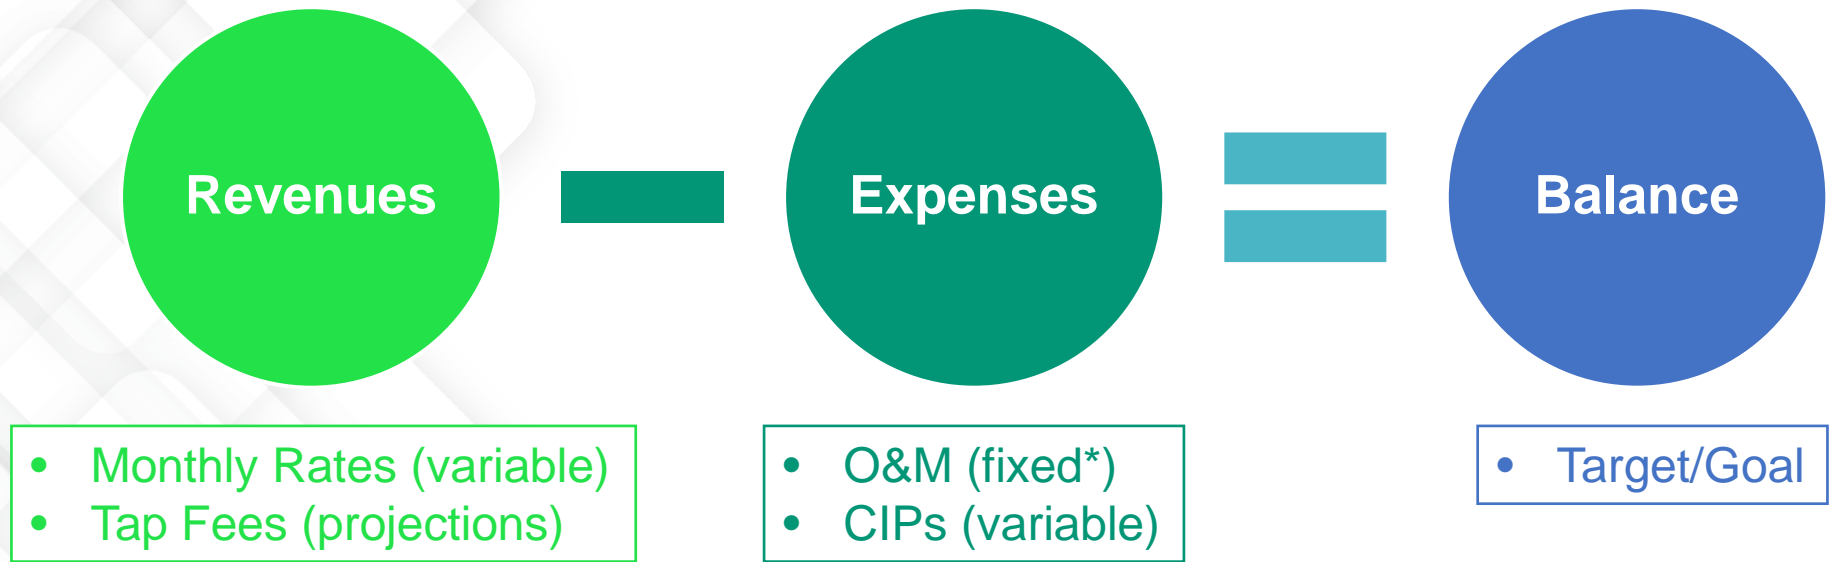 Revenues
Expenses
Balance
• Monthly Rates (variable)
• Tap Fees (projections)
• O&M (fixed*)
• CIPs (variable)
• Target/Goal